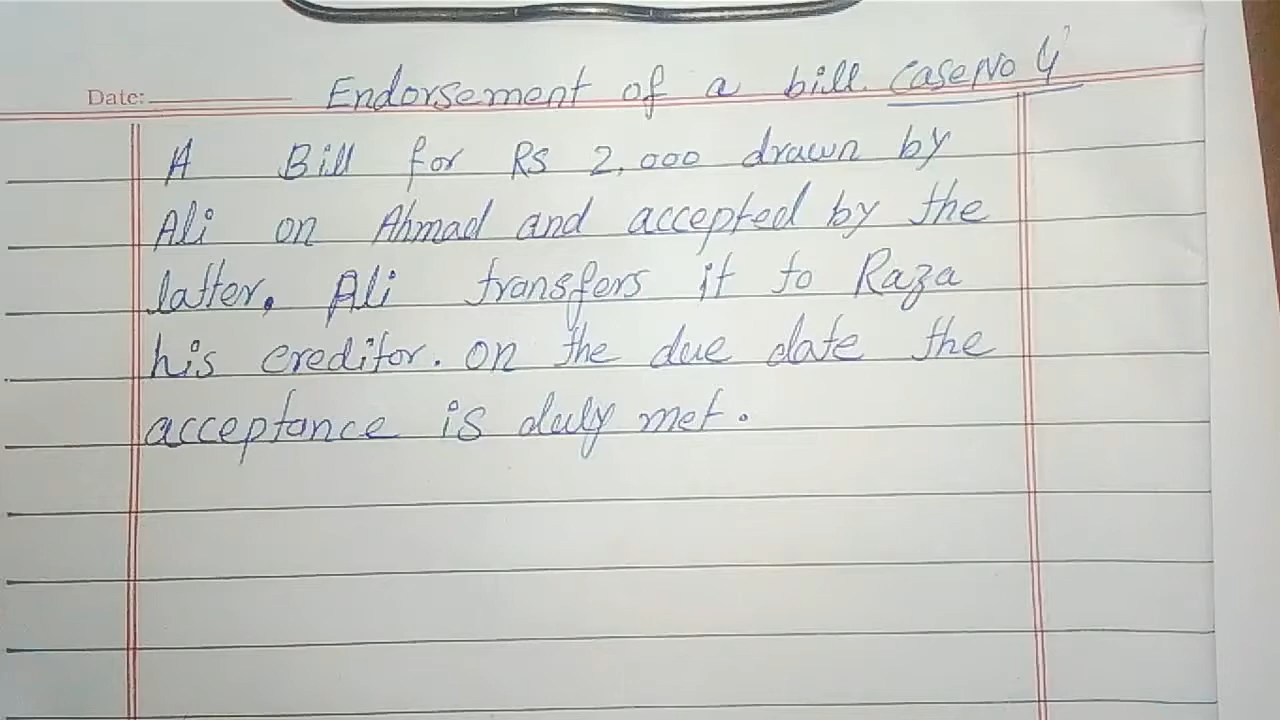 Endorsement of a bill. Case No 4
Date:
A Bill for RS 2,000 drawn by
Ali on Ahmad and accepted by the
latter, Ali transfers it to Raza
his creditor. on the due date the
acceptance is duly met.